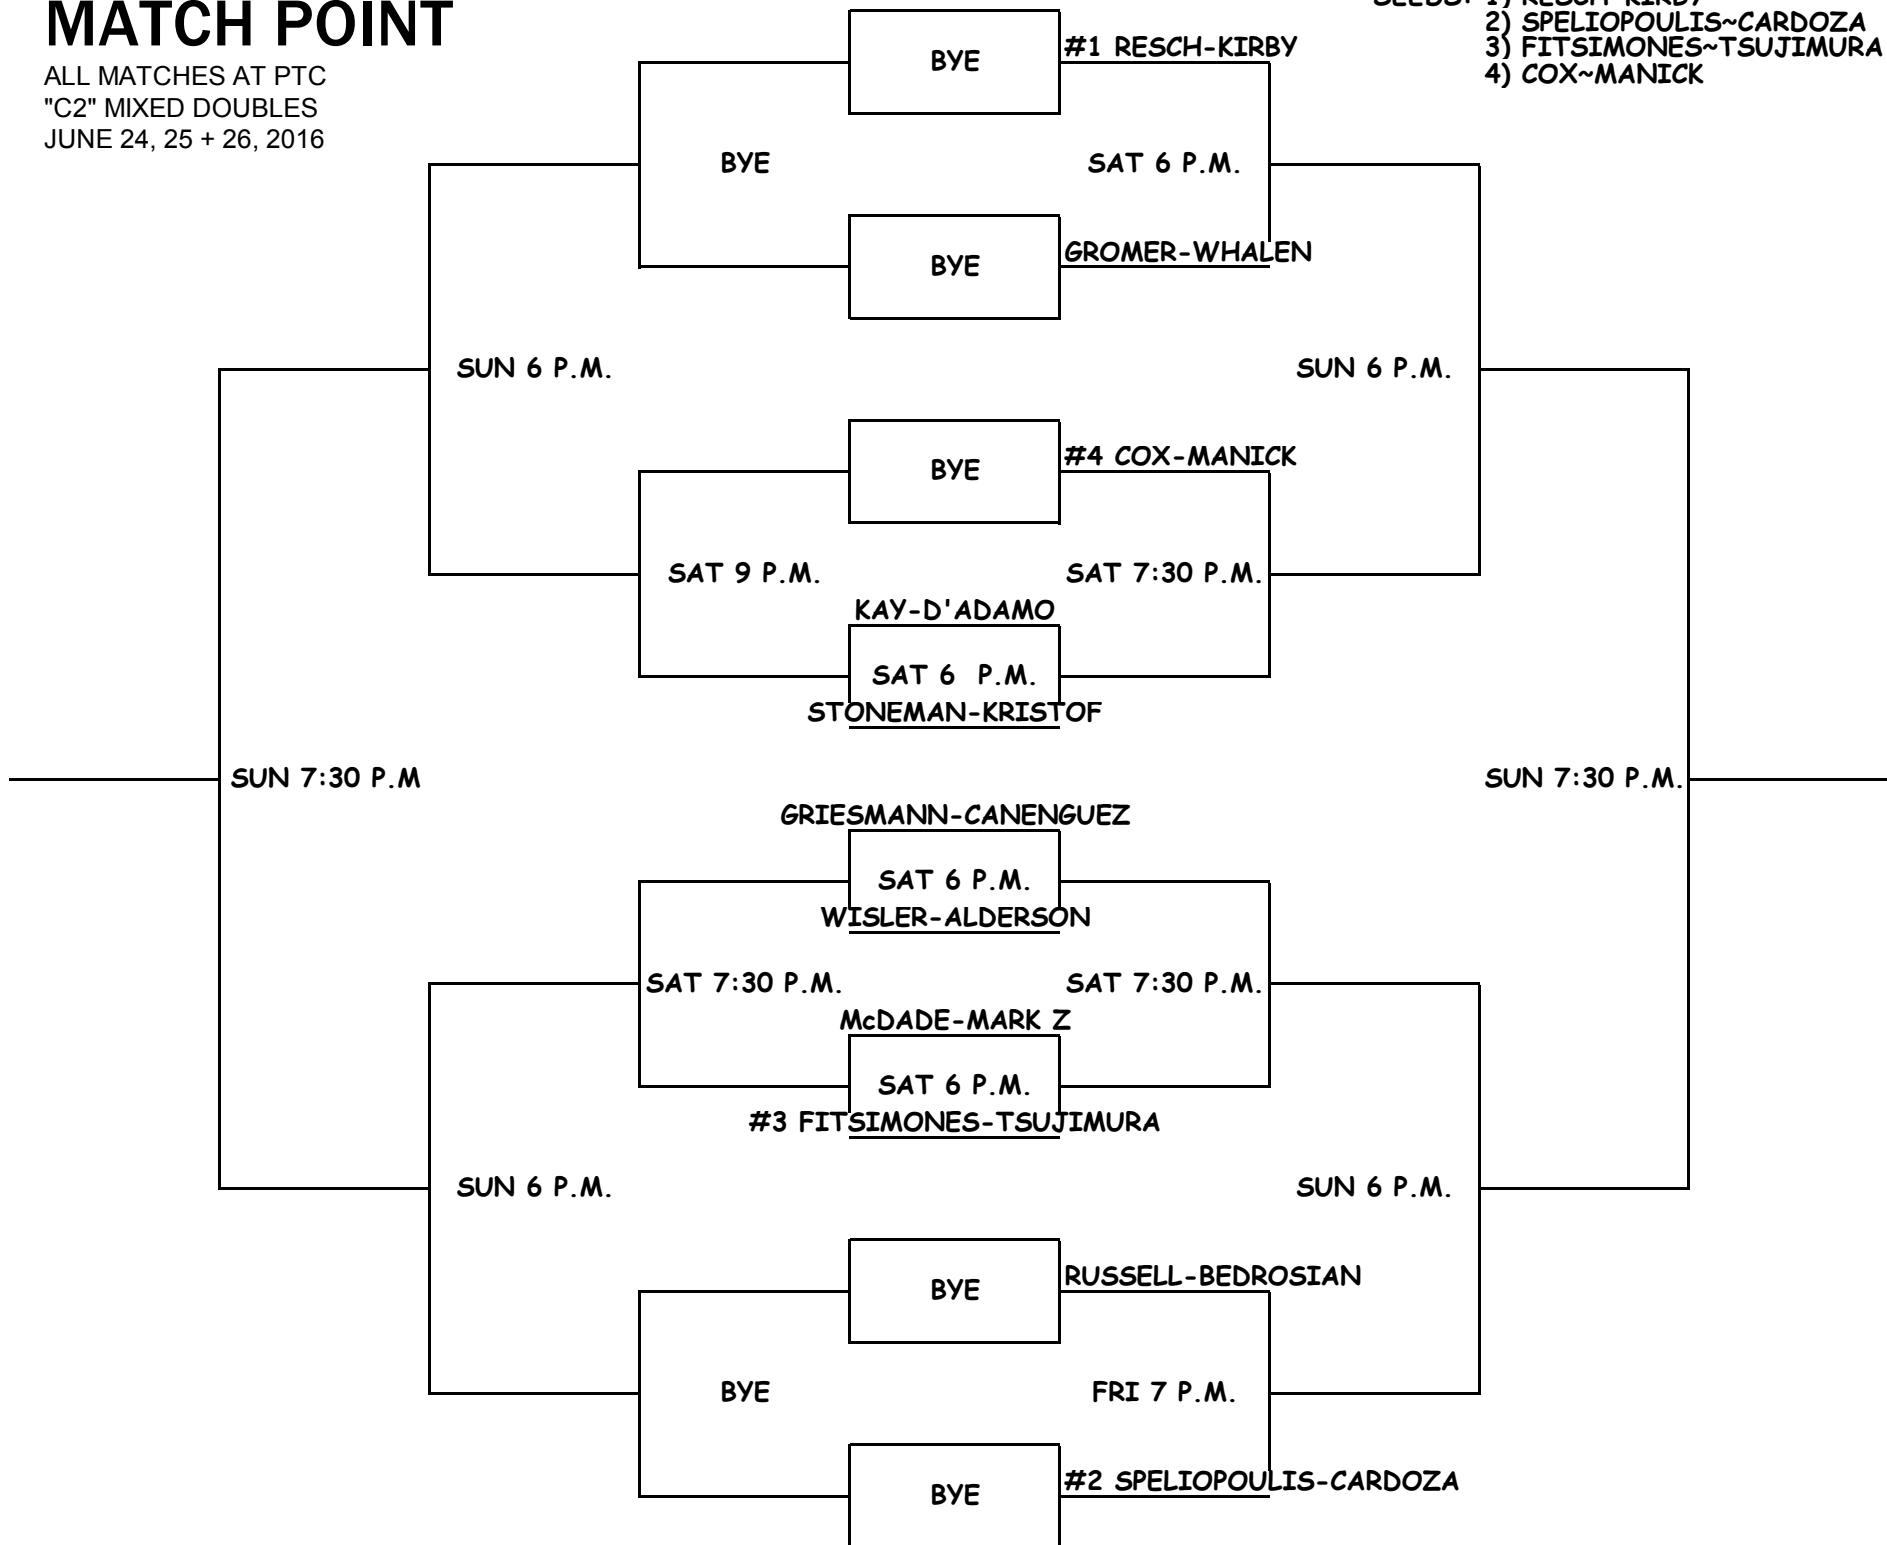 MATCH POINT
ALL MATCHES AT PTC
"C2" MIXED DOUBLES
JUNE 24, 25 + 26, 2016
SEEDS: 1) RESCH~KIRBY
2) SPELIOPOULIS~CARDOZA
3) FITSIMONES~TSUJIMURA
4) COX~MANICK
BYE
#1 RESCH-KIRBY
BYE
SAT 6 P.M.
BYE
GROMER-WHALEN
SUN 6 P.M.
SUN 6 P.M.
BYE
#4 COX-MANICK
SAT 9 P.M.
SAT 7:30 P.M.
KAY-D'ADAMO
SAT 6 P.M.
STONEMAN-KRISTOF
SUN 7:30 P.M
SUN 7:30 P.M.
GRIESMANN-CANENGUEZ
SAT 6 P.M.
WISLER-ALDERSON
SAT 7:30 P.M.
SAT 7:30 P.M.
McDADE-MARK Z
SAT 6 P.M.
#3 FITSIMONES-TSUJIMURA
SUN 6 P.M.
SUN 6 P.M.
BYE
RUSSELL-BEDROSIAN
BYE
FRI 7 P.M.
BYE
#2 SPELIOPOULIS-CARDOZA